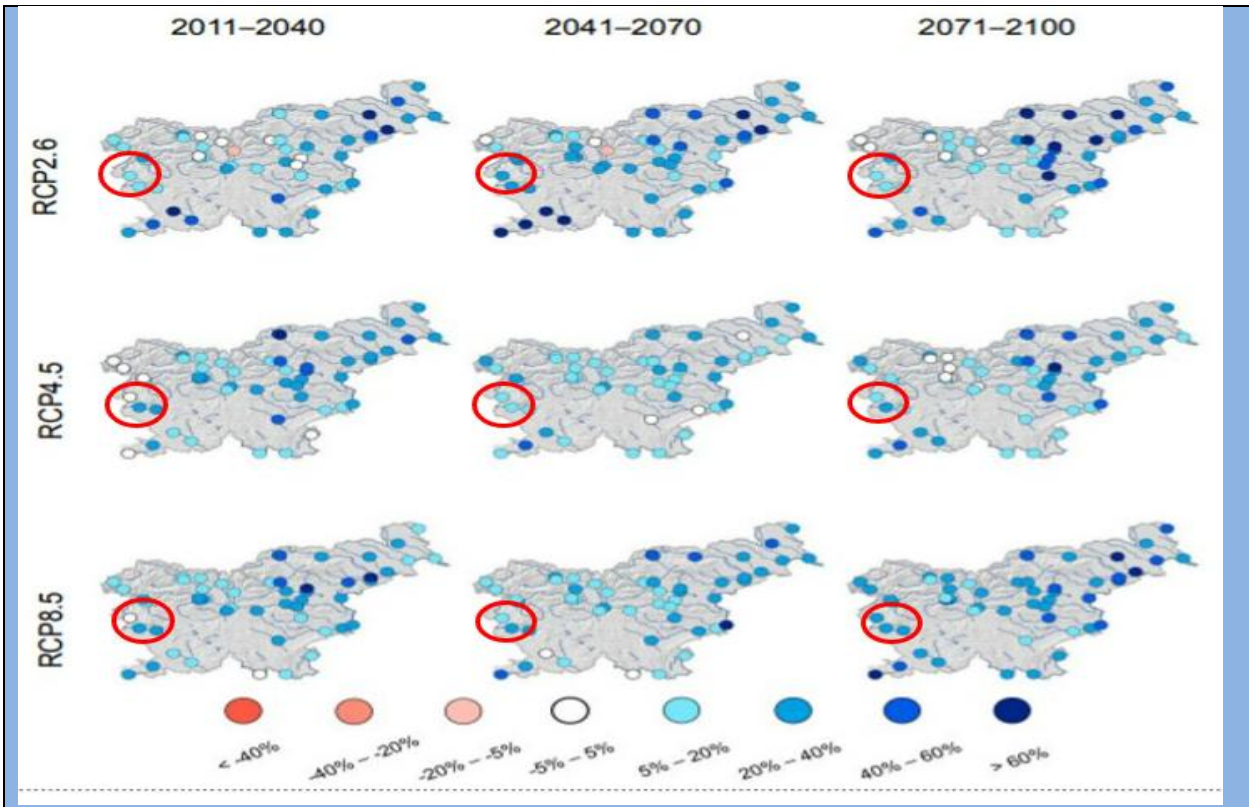 2011–2040 2041–2070 2071–2100
RCP2.6
RCP4.5
RCP8.5
< -40% -40% – -20% -20% – -5% -5% – 5% 5% – 20% 20% – 40% 40% – 60% > 60%